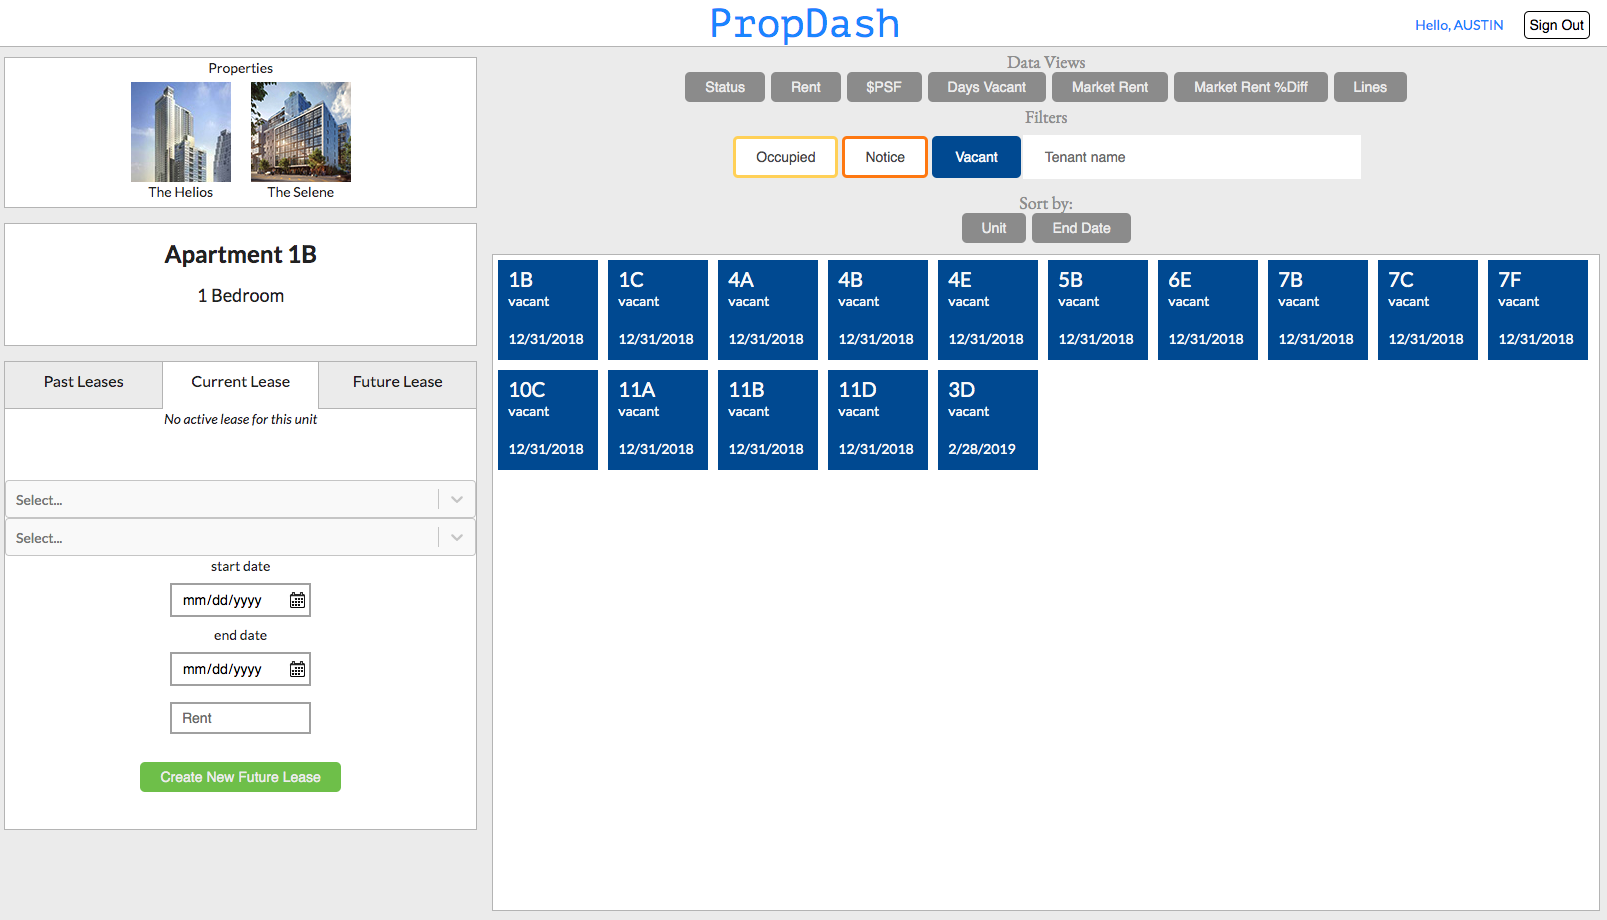 PropDash
Hello, AUSTIN
Sign Out
Properties
The Helios
The Selene
Apartment 1B
1 Bedroom
Past Leases
Current Lease
Future Lease
No active lease for this unit
Select...
Select...
start date
mm/dd/yyyy
end date
mm/dd/yyyy
Rent
Create New Future Lease
Data Views
Status
Rent
$PSF
Days Vacant
Market Rent
Market Rent %Diff
Lines
Filters
Occupied
Notice
Vacant
Tenant name
Sort by:
Unit
End Date
1B
vacant
12/31/2018
1C
vacant
12/31/2018
4A
vacant
12/31/2018
4B
vacant
12/31/2018
4E
vacant
12/31/2018
5B
vacant
12/31/2018
6E
vacant
12/31/2018
7B
vacant
12/31/2018
7C
vacant
12/31/2018
7F
vacant
12/31/2018
10C
vacant
12/31/2018
11A
vacant
12/31/2018
11B
vacant
12/31/2018
11D
vacant
12/31/2018
3D
vacant
2/28/2019